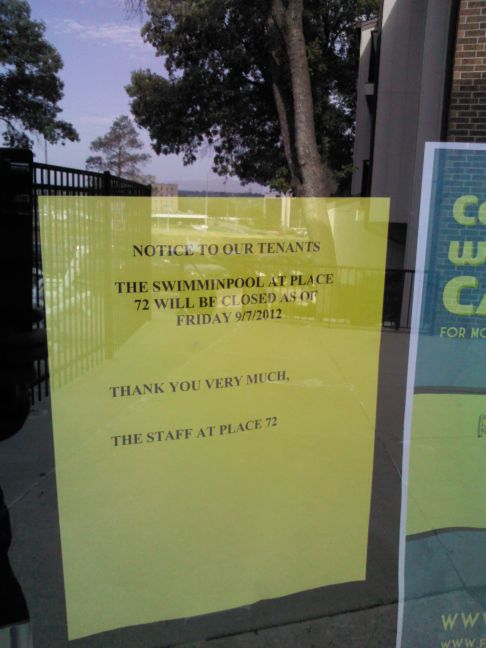 NOTICE TO OUR TENANTS
THE SWIMMINPOOL AT PLACE
72 WILL BE CLOSED AS OF
FRIDAY 9/7/2012
THANK YOU VERY MUCH,
THE STAFF AT PLACE 72
FOR MO
WWW
WWW.F